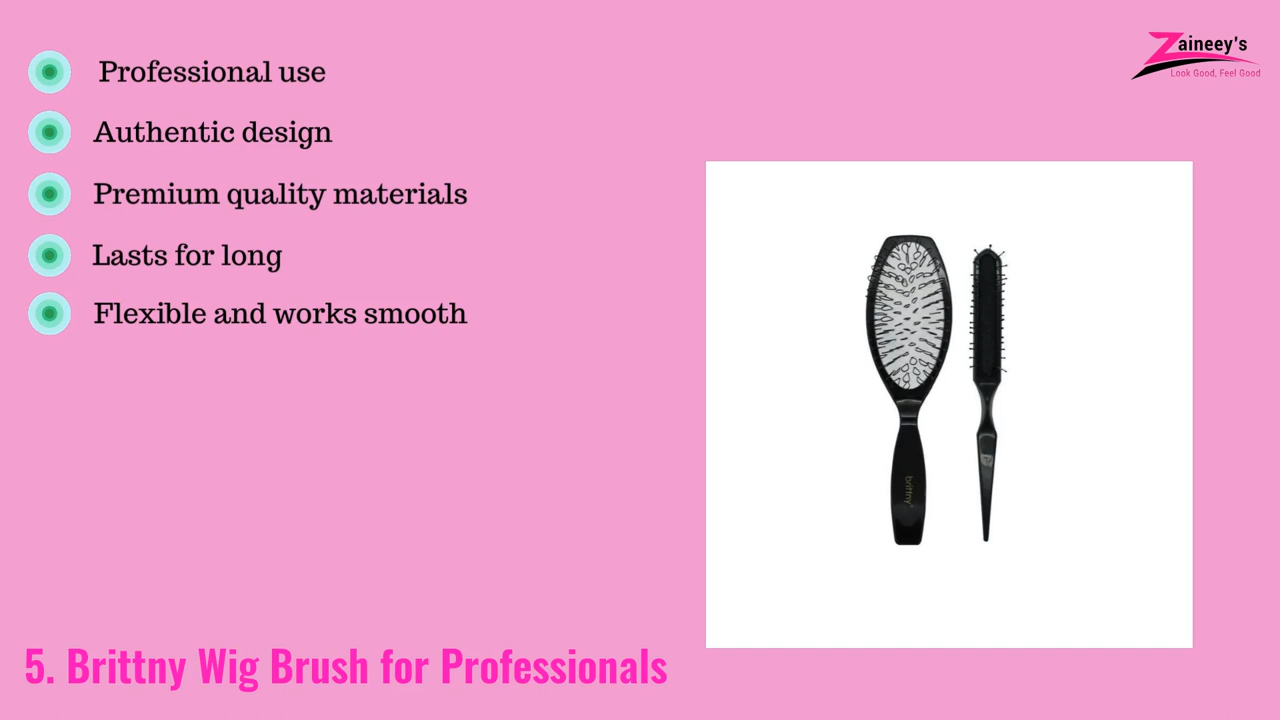 Zaineey's
Look Good, Feel Good
Professional use
Authentic design
Premium quality materials
Lasts for long
Flexible and works smooth
brittny
5. Brittny Wig Brush for Professionals